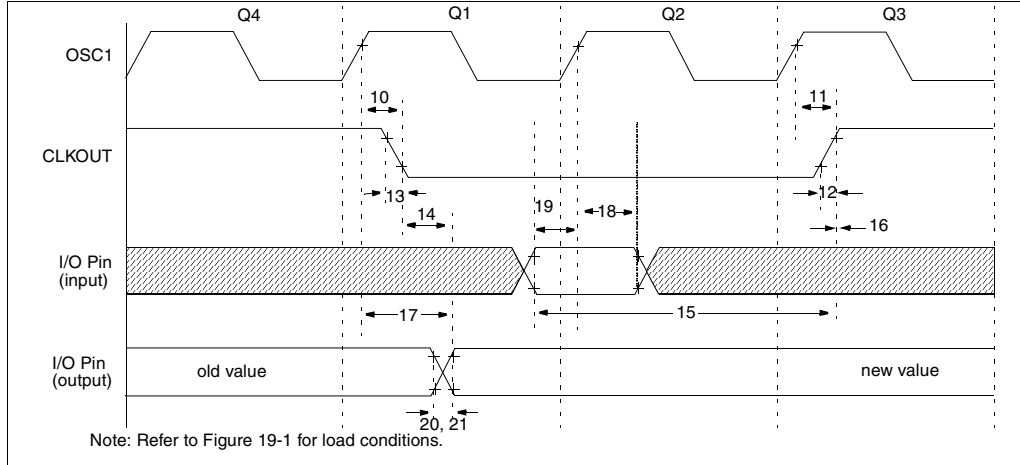 Q4 Q1 Q2 Q3
OSC1
10 11
CLKOUT
13 12
14 19 18 16
I/O Pin
(input)
17 15
I/O Pin
(output)
old value new value
20, 21
Note: Refer to Figure 19-1 for load conditions.